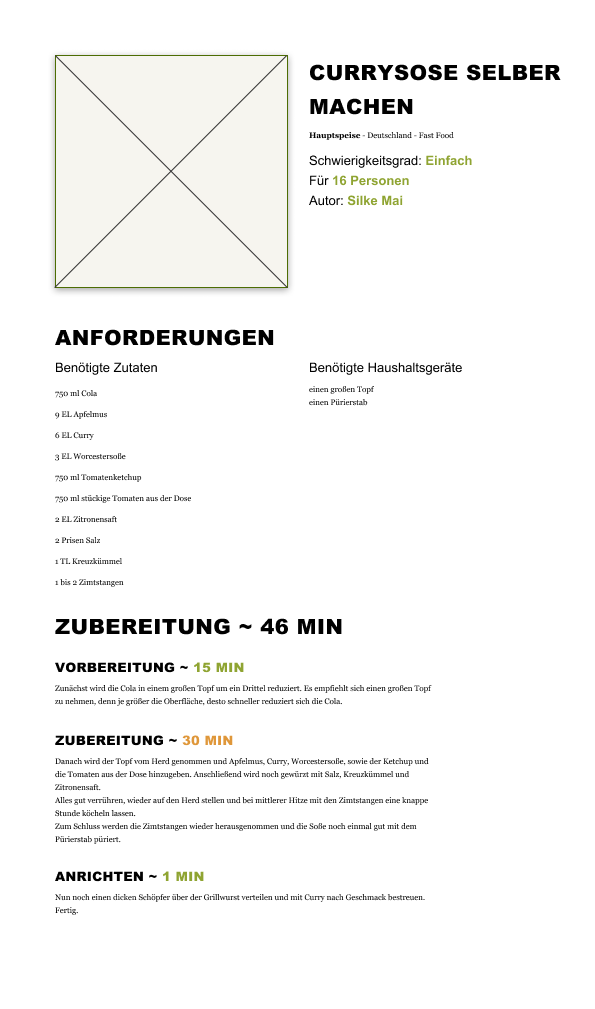 CURRYSOSE SELBER
MACHEN
Hauptspeise - Deutschland - Fast Food
Schwierigkeitsgrad: Einfach
Für 16 Personen
Autor: Silke Mai
ANFORDERUNGEN
Benötigte Zutaten
750 ml Cola
9 EL Apfelmus
6 EL Curry
3 EL Worcestersoße
750 ml Tomatenketchup
750 ml stückige Tomaten aus der Dose
2 EL Zitronensaft
2 Prisen Salz
1 TL Kreuzkümmel
1 bis 2 Zimtstangen
Benötigte Haushaltsgeräte
einen großen Topf
einen Pürierstab
ZUBEREITUNG ~ 46 MIN
VORBEREITUNG ~ 15 MIN
Zunächst wird die Cola in einem großen Topf um ein Drittel reduziert. Es empfiehlt sich einen großen Topf
zu nehmen, denn je größer die Oberfläche, desto schneller reduziert sich die Cola.
ZUBEREITUNG ~ 30 MIN
Danach wird der Topf vom Herd genommen und Apfelmus, Curry, Worcestersoße, sowie der Ketchup und
die Tomaten aus der Dose hinzugeben. Anschließend wird noch gewürzt mit Salz, Kreuzkümmel und
Zitronensaft.
Alles gut verrühren, wieder auf den Herd stellen und bei mittlerer Hitze mit den Zimtstangen eine knappe
Stunde köcheln lassen.
Zum Schluss werden die Zimtstangen wieder herausgenommen und die Soße noch einmal gut mit dem
Pürierstab püriert.
ANRICHTEN ~ 1 MIN
Nun noch einen dicken Schöpfer über der Grillwurst verteilen und mit Curry nach Geschmack bestreuen.
Fertig.